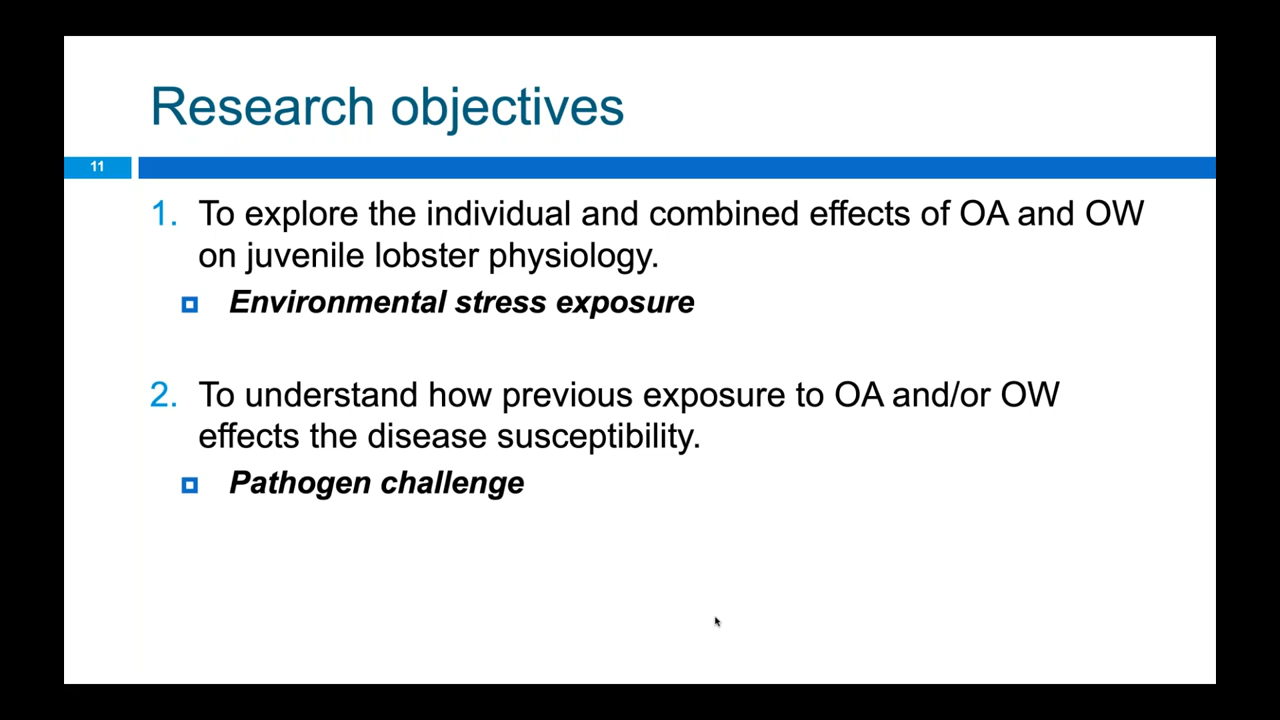 Research objectives
11
1. To explore the individual and combined effects of OA and OW
on juvenile lobster physiology.
Environmental stress exposure
2. To understand how previous exposure to OA and/or OW
effects the disease susceptibility.
Pathogen challenge